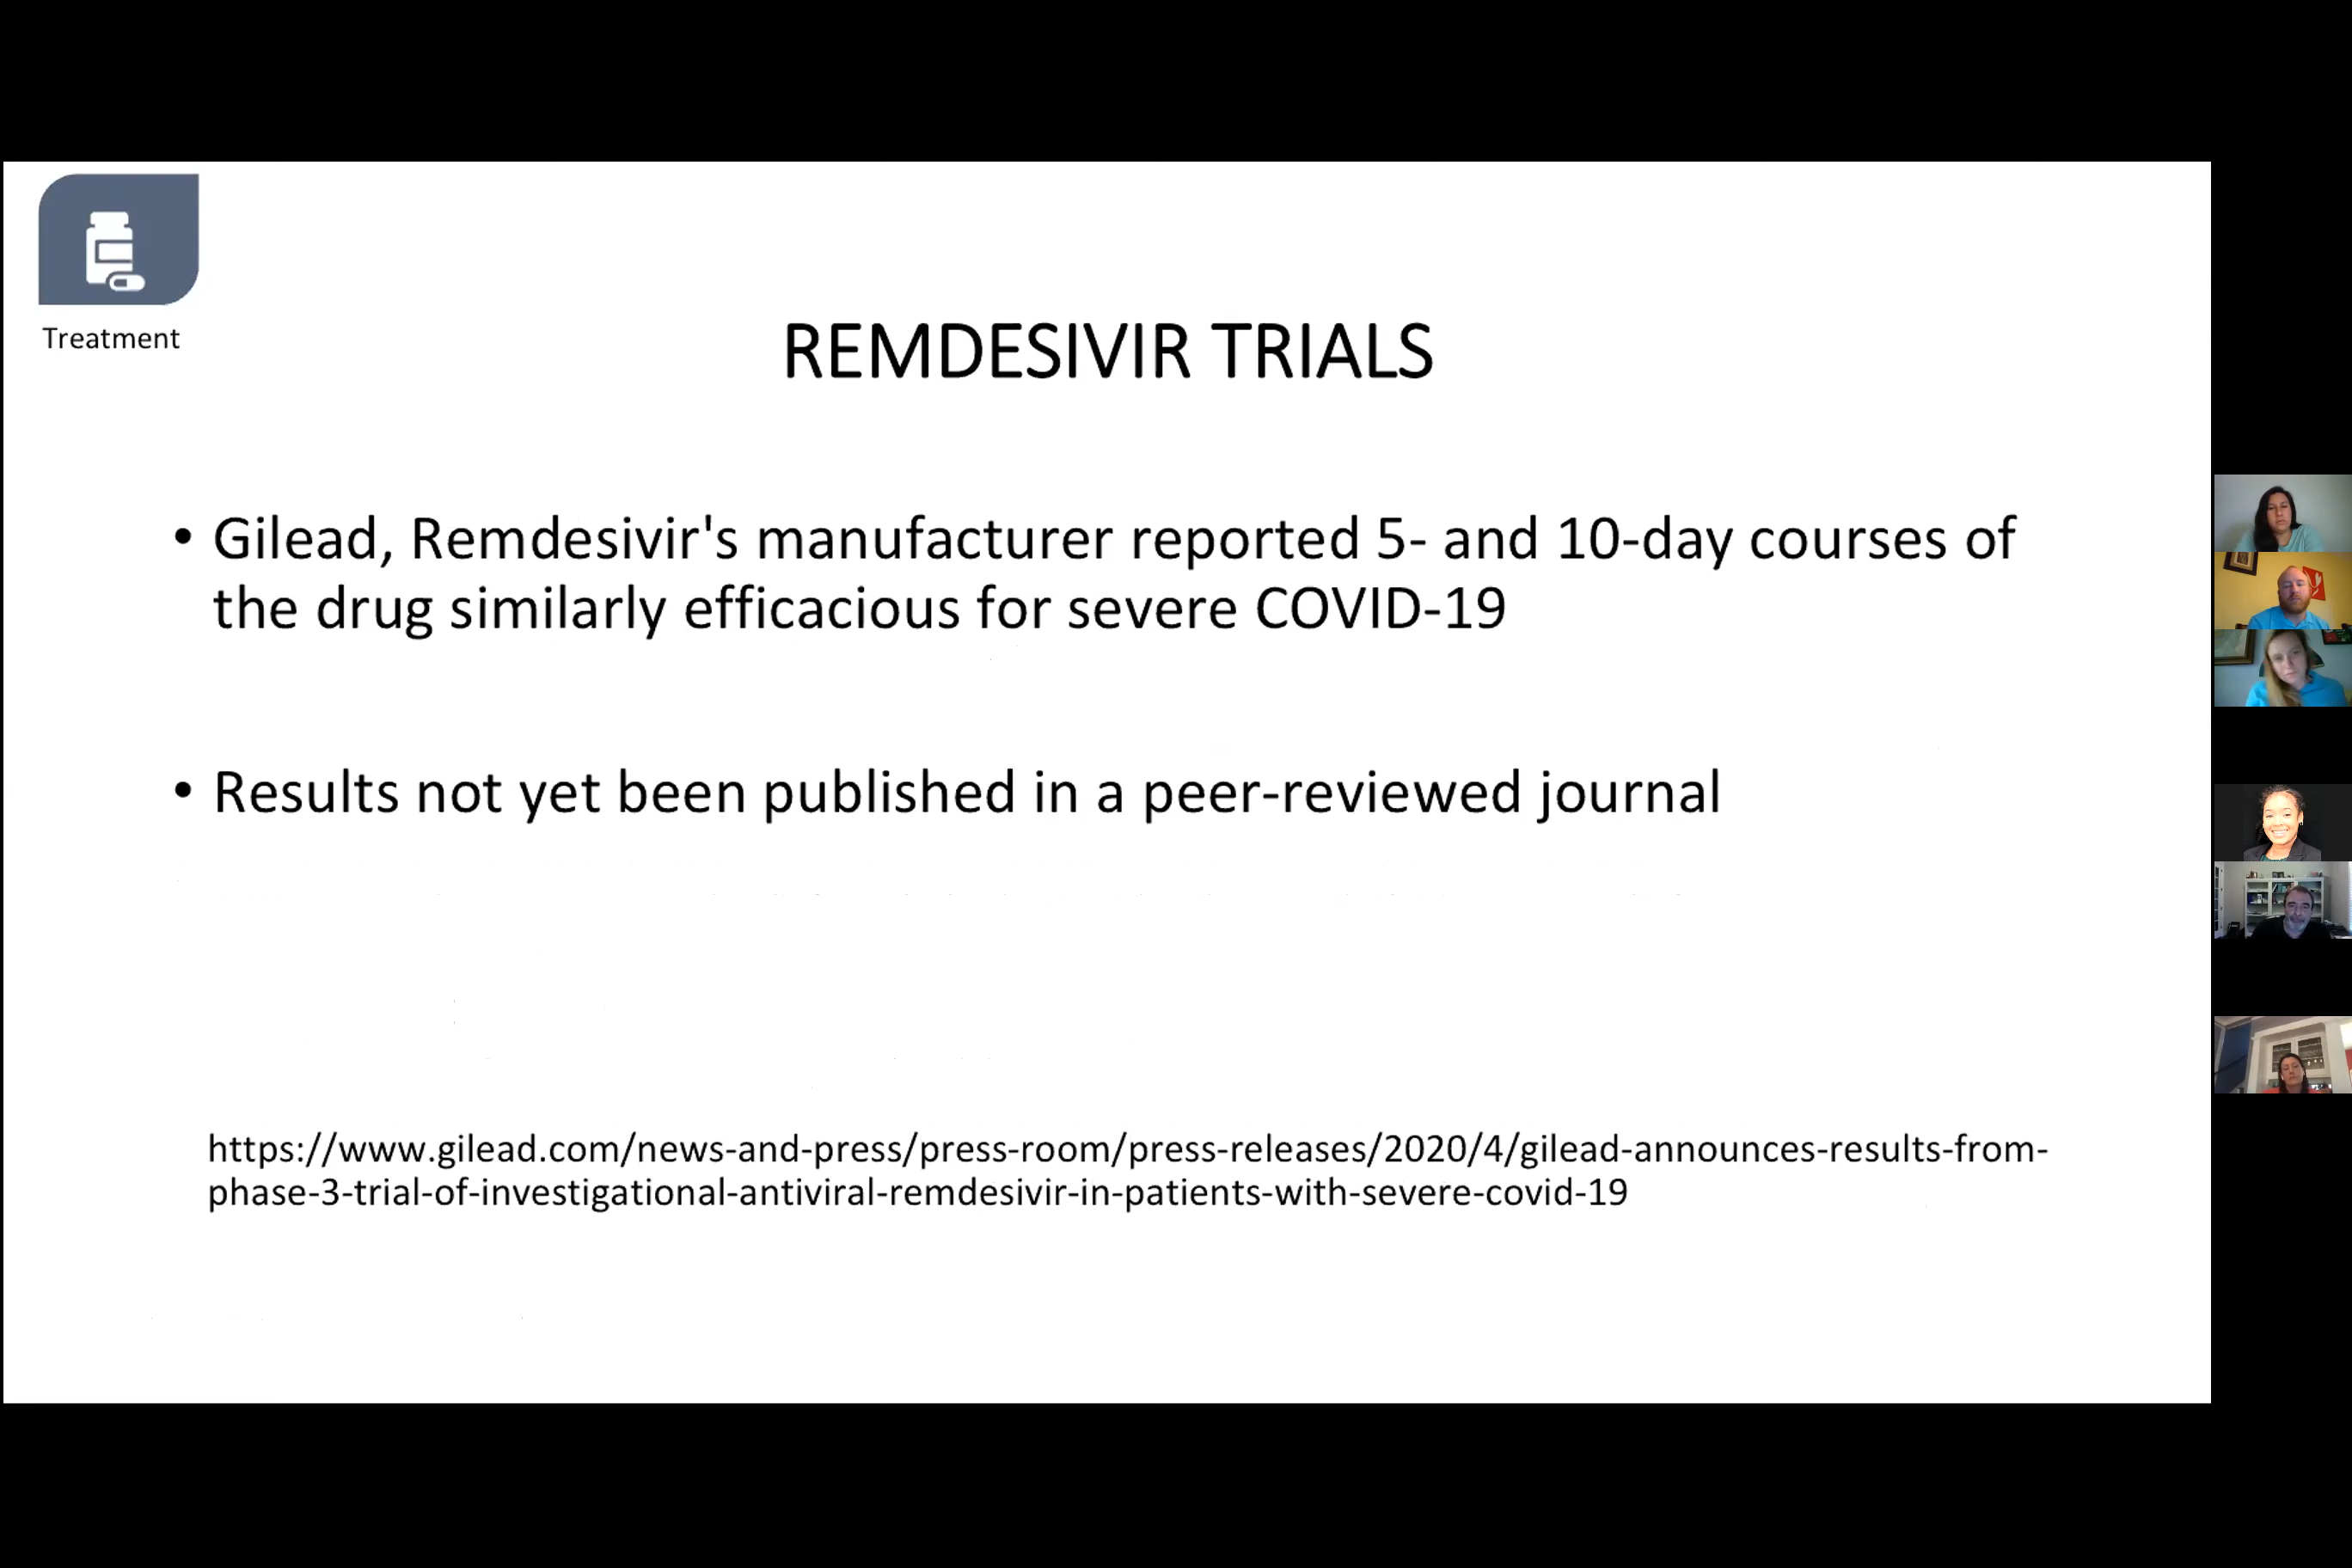 Treatment
REMDESIVIR TRIALS
• Gilead, Remdesivir's manufacturer reported 5- and 10-day courses of
the drug similarly efficacious for severe COVID-19
• Results not yet been published in a peer-reviewed journal
https://www.gilead.com/news-and-press/press-room/press-releases/2020/4/gilead-announces-results-from-
phase-3-trial-of-investigational-antiviral-remdesivir-in-patients-with-severe-covid-19